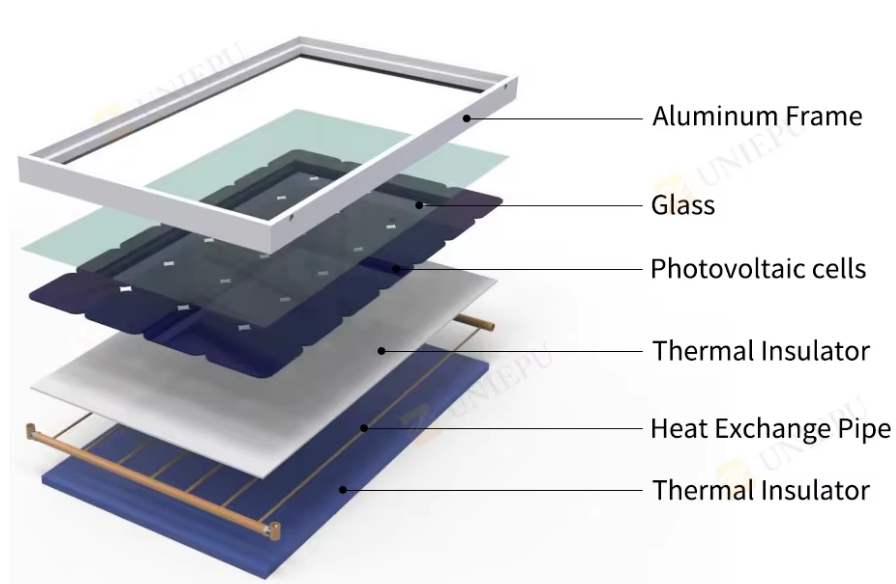 UNIEPU
Aluminum Frame
UNIEPU
Glass
Photovoltaic cells
Thermal Insulator
UNIEPU
Heat Exchange Pipe
UNIEPU
Thermal Insulator